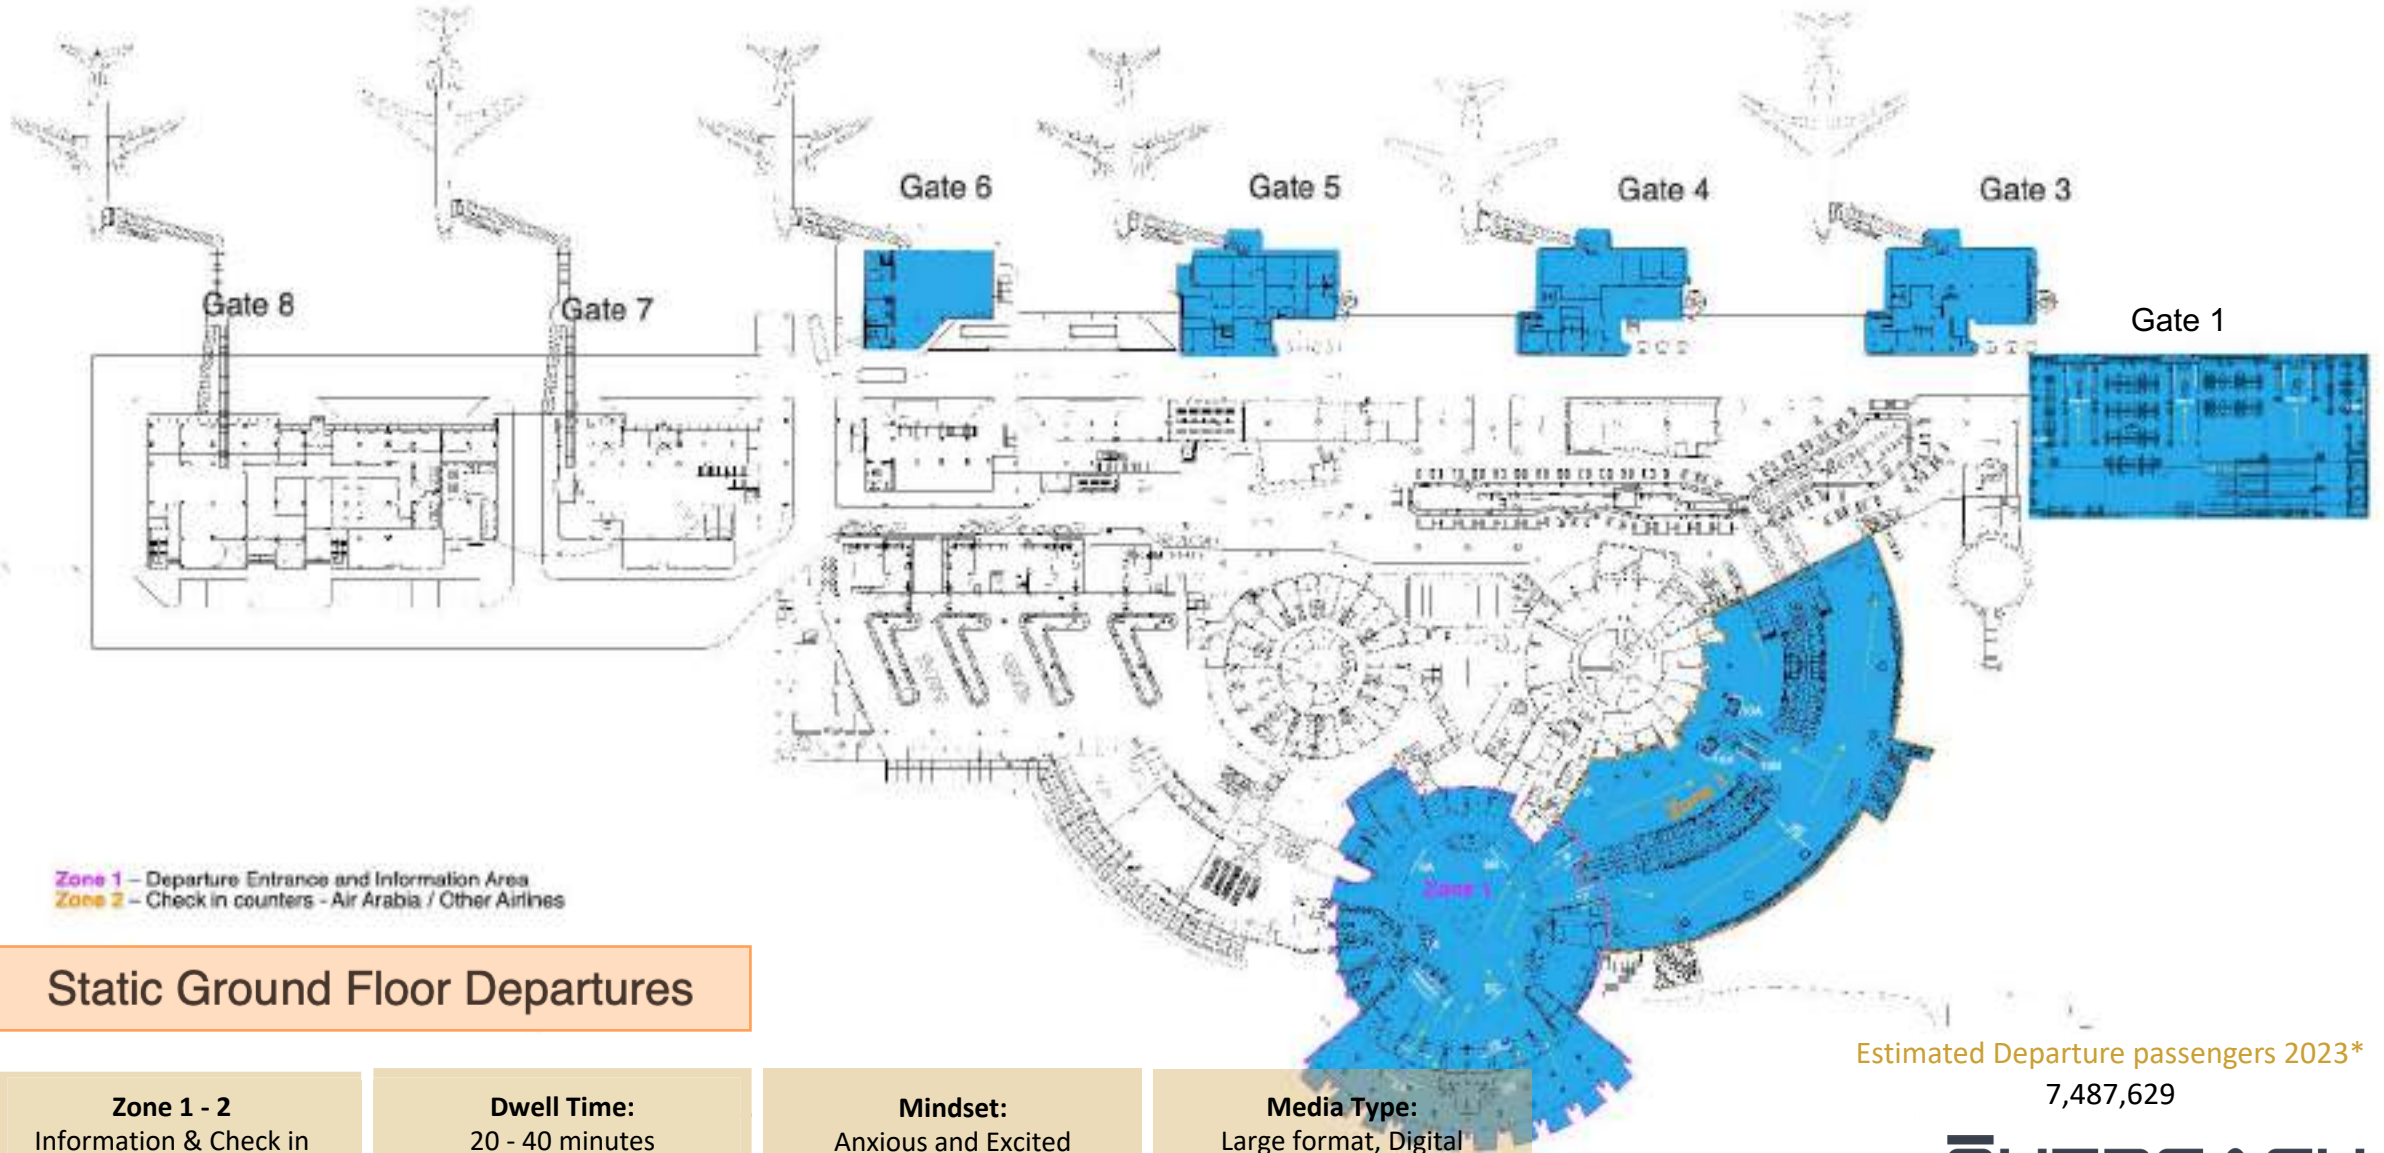 Gate 6
Gate 5
Gate 4
Gate 3
Gate 8
Gate 7
Gate 1
Zone 1
Zone 1 – Departure Entrance and Information Area
Zone 2 – Check in counters - Air Arabia / Other Airlines
Static Ground Floor Departures
Estimated Departure passengers 2023*
7,487,629
Zone 1 - 2
Information & Check in
Dwell Time:
20 - 40 minutes
Mindset:
Anxious and Excited
Media Type:
Large format, Digital